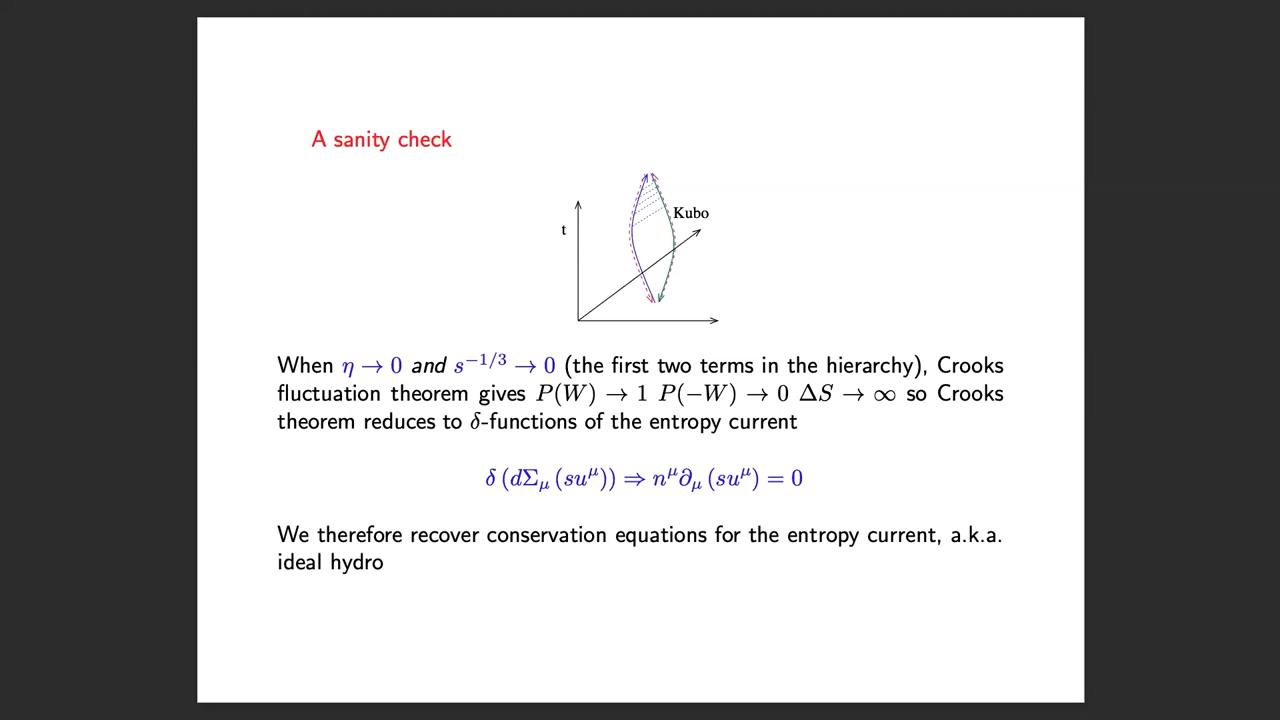 A sanity check
Kubo
t
When η → 0 and s^{−1/3} → 0 (the first two terms in the hierarchy), Crooks
fluctuation theorem gives P(W) → 1 P(−W) → 0 ΔS → ∞ so Crooks
theorem reduces to δ-functions of the entropy current
δ (dΣ_μ (su^μ)) ⇒ n^μ∂_μ (su^μ) = 0
We therefore recover conservation equations for the entropy current, a.k.a.
ideal hydro